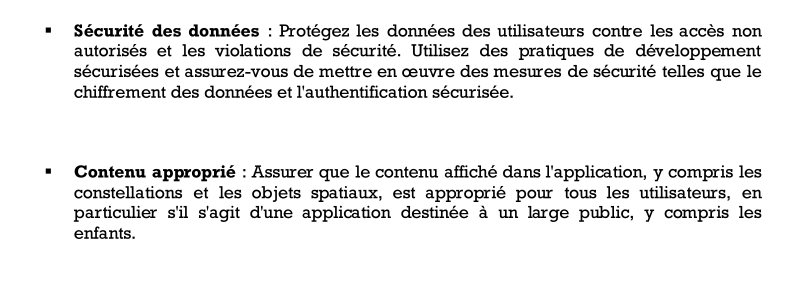 ▪ Sécurité des données : Protégez les données des utilisateurs contre les accès non
autorisés et les violations de sécurité. Utilisez des pratiques de développement
sécurisées et assurez-vous de mettre en œuvre des mesures de sécurité telles que le
chiffrement des données et l'authentification sécurisée.
▪ Contenu approprié : Assurer que le contenu affiché dans l'application, y compris les
constellations et les objets spatiaux, est approprié pour tous les utilisateurs, en
particulier s'il s'agit d'une application destinée à un large public, y compris les
enfants.